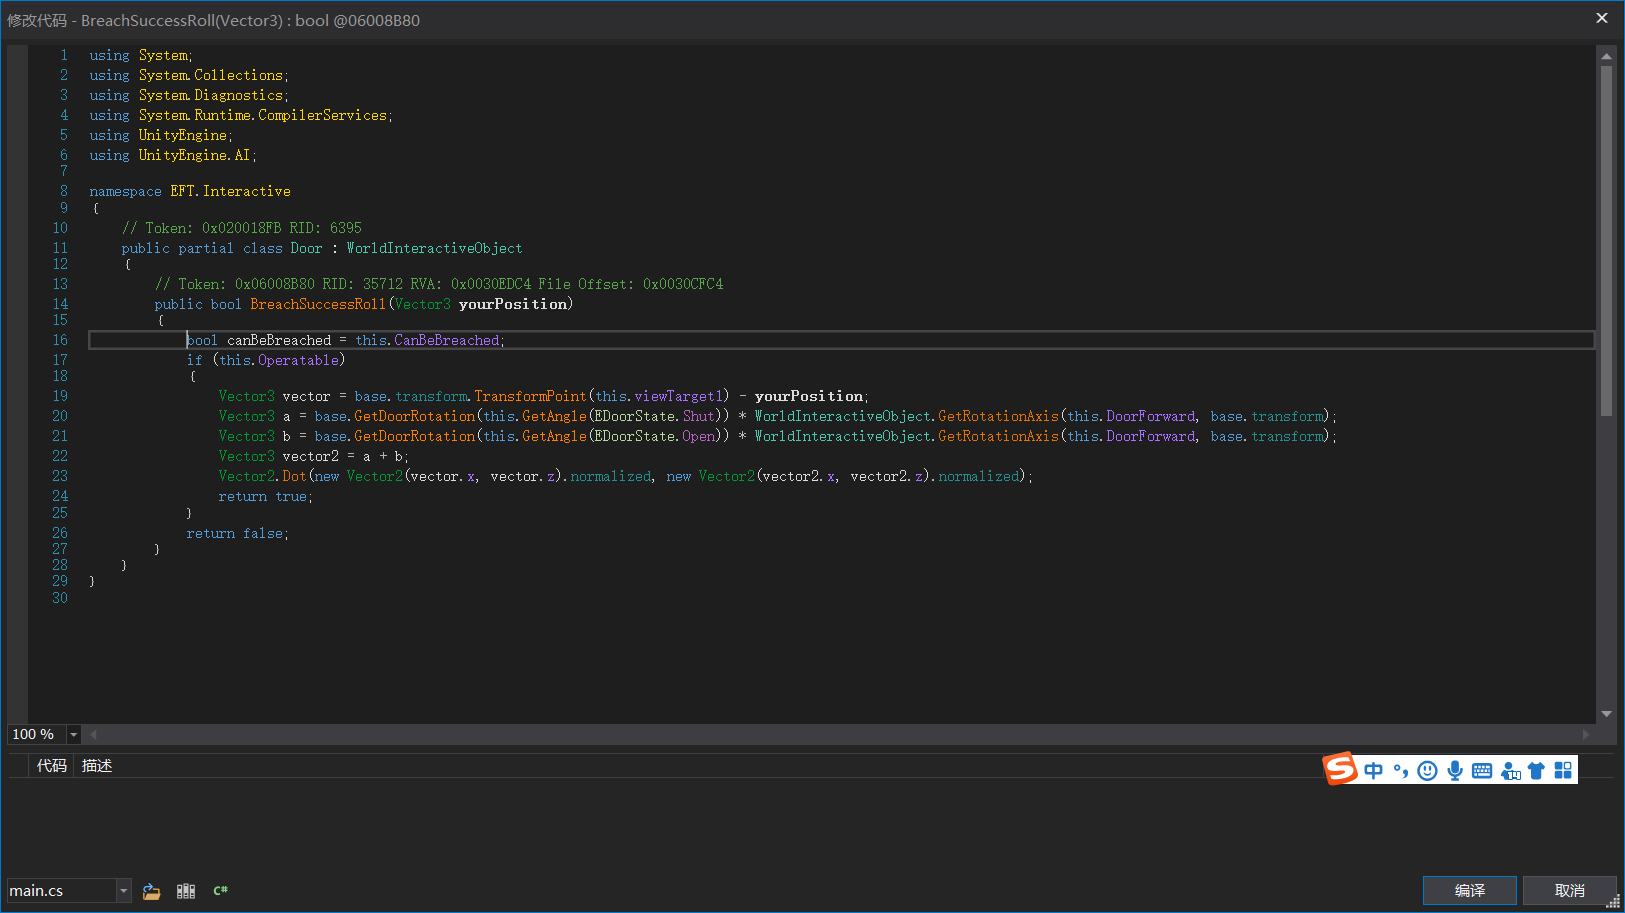 修改代码 - BreachSuccessRoll(Vector3) : bool @06008B80
1 using System;
2 using System.Collections;
3 using System.Diagnostics;
4 using System.Runtime.CompilerServices;
5 using UnityEngine;
6 using UnityEngine.AI;
7
8 namespace EFT.Interactive
9 {
10 // Token: 0x020018FB RID: 6395
11 public partial class Door : WorldInteractiveObject
12 {
13 // Token: 0x06008B80 RID: 35712 RVA: 0x0030EDC4 File Offset: 0x0030CFC4
14 public bool BreachSuccessRoll(Vector3 yourPosition)
15 {
16 bool canBeBreached = this.CanBeBreached;
17 if (this.Operatable)
18 {
19 Vector3 vector = base.transform.TransformPoint(this.viewTarget1) - yourPosition;
20 Vector3 a = base.GetDoorRotation(this.GetAngle(EDoorState.Shut)) * WorldInteractiveObject.GetRotationAxis(this.DoorForward, base.transform);
21 Vector3 b = base.GetDoorRotation(this.GetAngle(EDoorState.Open)) * WorldInteractiveObject.GetRotationAxis(this.DoorForward, base.transform);
22 Vector3 vector2 = a + b;
23 Vector2.Dot(new Vector2(vector.x, vector.z).normalized, new Vector2(vector2.x, vector2.z).normalized);
24 return true;
25 }
26 return false;
27 }
28 }
29 }
30
100 %
代码 描述
S 中
main.cs C# 编译 取消